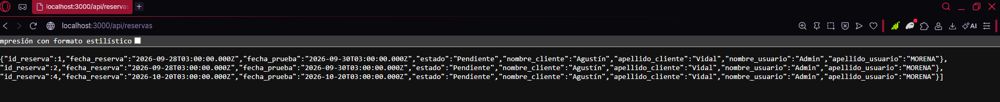 localhost:3000/api/reservas
localhost:3000/api/reservas
AI
mpresión con formato estilístico
{"id_reserva":1,"fecha_reserva":"2026-09-28T03:00:00.000Z","fecha_prueba":"2026-09-30T03:00:00.000Z","estado":"Pendiente","nombre_cliente":"Agustín","apellido_cliente":"Vidal","nombre_usuario":"Admin","apellido_usuario":"MORENA"},
"id_reserva":2,"fecha_reserva":"2026-09-28T03:00:00.000Z","fecha_prueba":"2026-09-30T03:00:00.000Z","estado":"Pendiente","nombre_cliente":"Agustín","apellido_cliente":"Vidal","nombre_usuario":"Admin","apellido_usuario":"MORENA"},
"id_reserva":4,"fecha_reserva":"2026-10-20T03:00:00.000Z","fecha_prueba":"2026-10-20T03:00:00.000Z","estado":"Pendiente","nombre_cliente":"Agustín","apellido_cliente":"Vidal","nombre_usuario":"Admin","apellido_usuario":"MORENA"}]